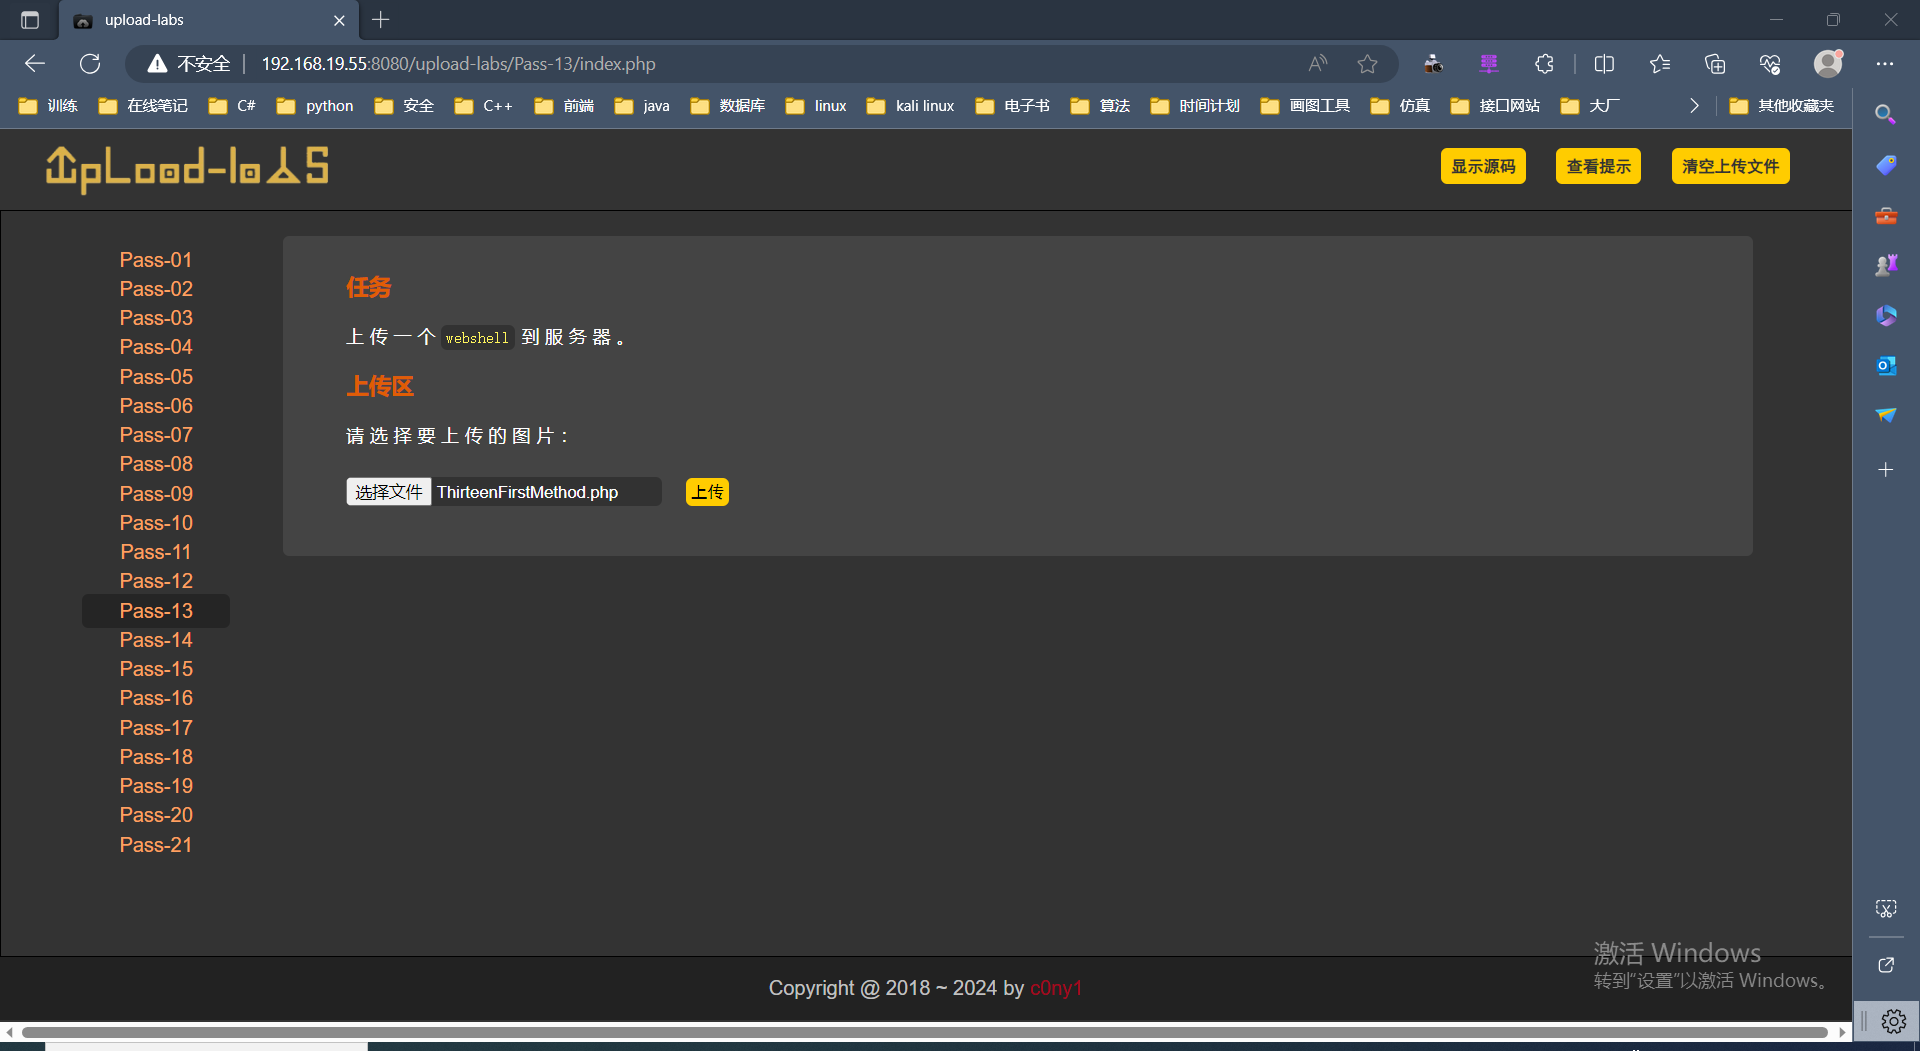 upload-labs
不安全 192.168.19.55:8080/upload-labs/Pass-13/index.php
训练 在线笔记 C# python 安全 C++ 前端 java 数据库 linux kali linux 电子书 算法 时间计划 画图工具 仿真 接口网站 大厂 其他收藏夹
UpLoad-labS
显示源码 查看提示 清空上传文件
Pass-01
Pass-02
Pass-03
Pass-04
Pass-05
Pass-06
Pass-07
Pass-08
Pass-09
Pass-10
Pass-11
Pass-12
Pass-13
Pass-14
Pass-15
Pass-16
Pass-17
Pass-18
Pass-19
Pass-20
Pass-21
任务
上传一个 webshell 到服务器。
上传区
请选择要上传的图片：
选择文件 ThirteenFirstMethod.php 上传
激活 Windows
转到"设置"以激活 Windows。
Copyright @ 2018 ~ 2024 by c0ny1